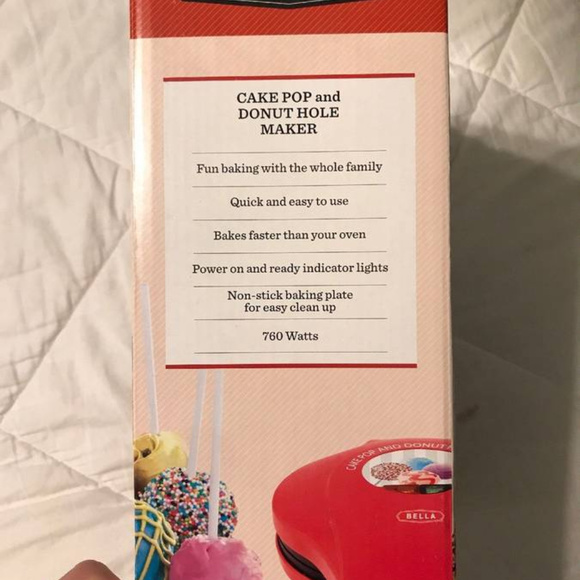 CAKE POP and
DONUT HOLE
MAKER
Fun baking with the whole family
Quick and easy to use
Bakes faster than your oven
Power on and ready indicator lights
Non-stick baking plate
for easy clean up
760 Watts
CAKE POP AND DONUT
BELLA